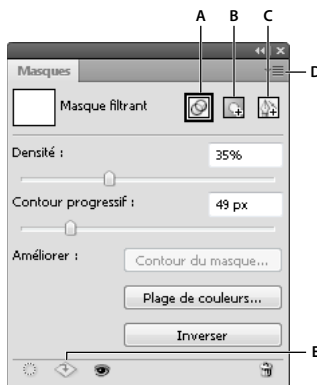 A B C
Masques
D
Masque filtrant
Densité : 35%
Contour progressif : 49 px
Améliorer : Contour du masque...
Plage de couleurs...
Inverser
E